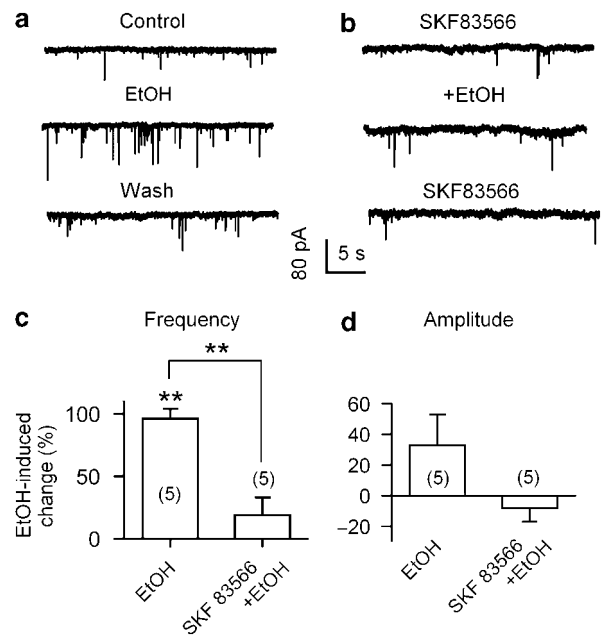 a
Control
EtOH
Wash
b
SKF83566
+EtOH
SKF83566
80 pA
5 s
c
Frequency
**
**
EtOH-induced
change (%)
100
50
0
(5)
(5)
EtOH
SKF 83566
+EtOH
d
Amplitude
60
40
20
0
−20
(5)
(5)
EtOH
SKF 83566
+EtOH